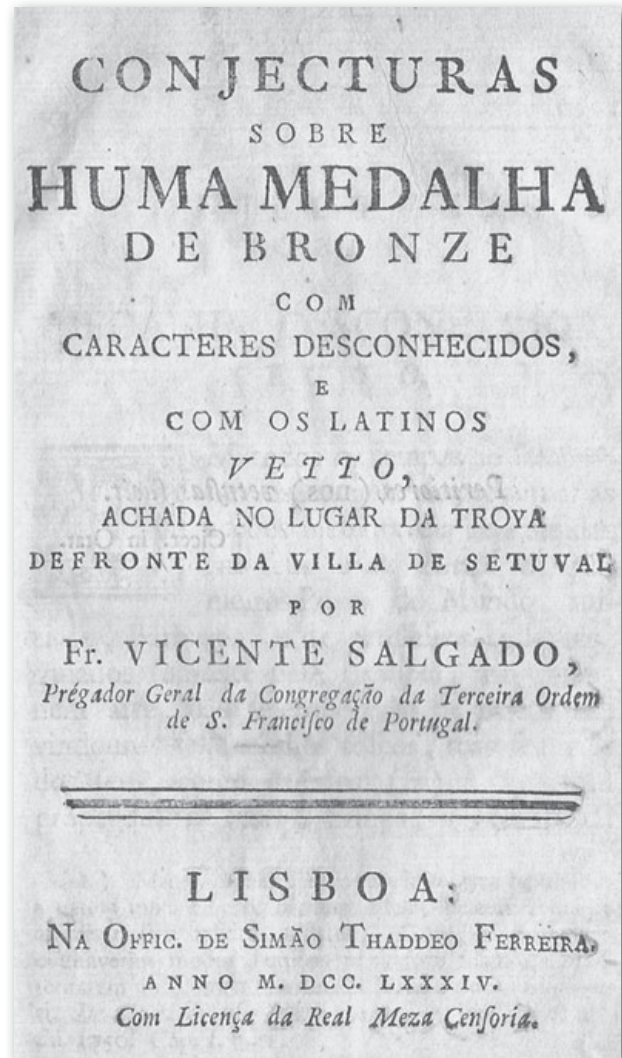 CONJECTURAS
SOBRE
HUMA MEDALHA
DE BRONZE
COM
CARACTERES DESCONHECIDOS,
E
COM OS LATINOS
VETTO,
ACHADA NO LUGAR DA TROYA
DEFRONTE DA VILLA DE SETUVAL
POR
Fr. VICENTE SALGADO,
Prégador Geral da Congregação da Terceira Ordem
de S. Franciſco de Portugal.
LISBOA:
NA OFFIC. DE SIMÃO THADDEO FERREIRA.
ANNO M. DCC. LXXXIV.
Com Licença da Real Meza Cenſoria.